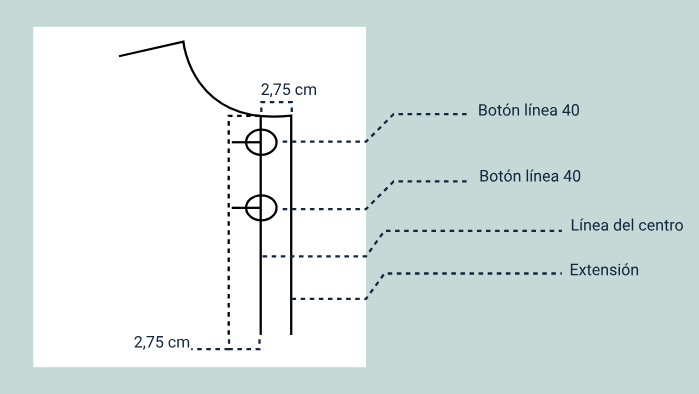 2,75 cm
Botón línea 40
Botón línea 40
Línea del centro
Extensión
2,75 cm